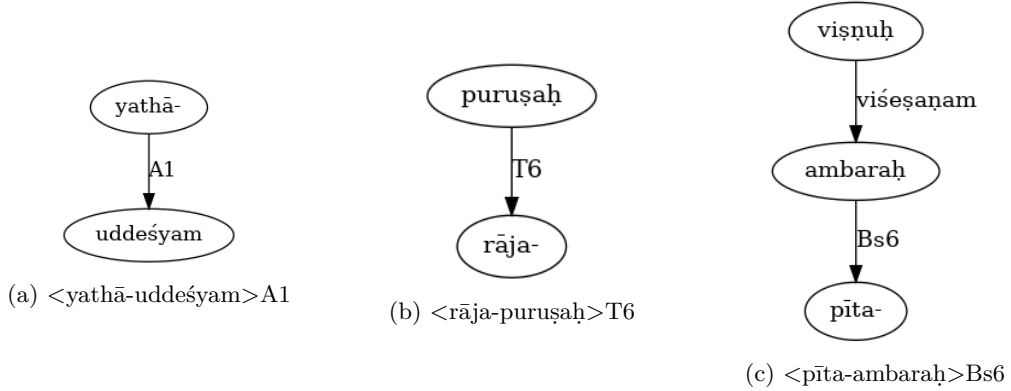 yathā-
A1
uddeśyam
(a) <yathā-uddeśyam>A1
puruṣaḥ
T6
rāja-
(b) <rāja-puruṣaḥ>T6
viṣṇuḥ
viśeṣaṇam
ambaraḥ
Bs6
pīta-
(c) <pīta-ambaraḥ>Bs6